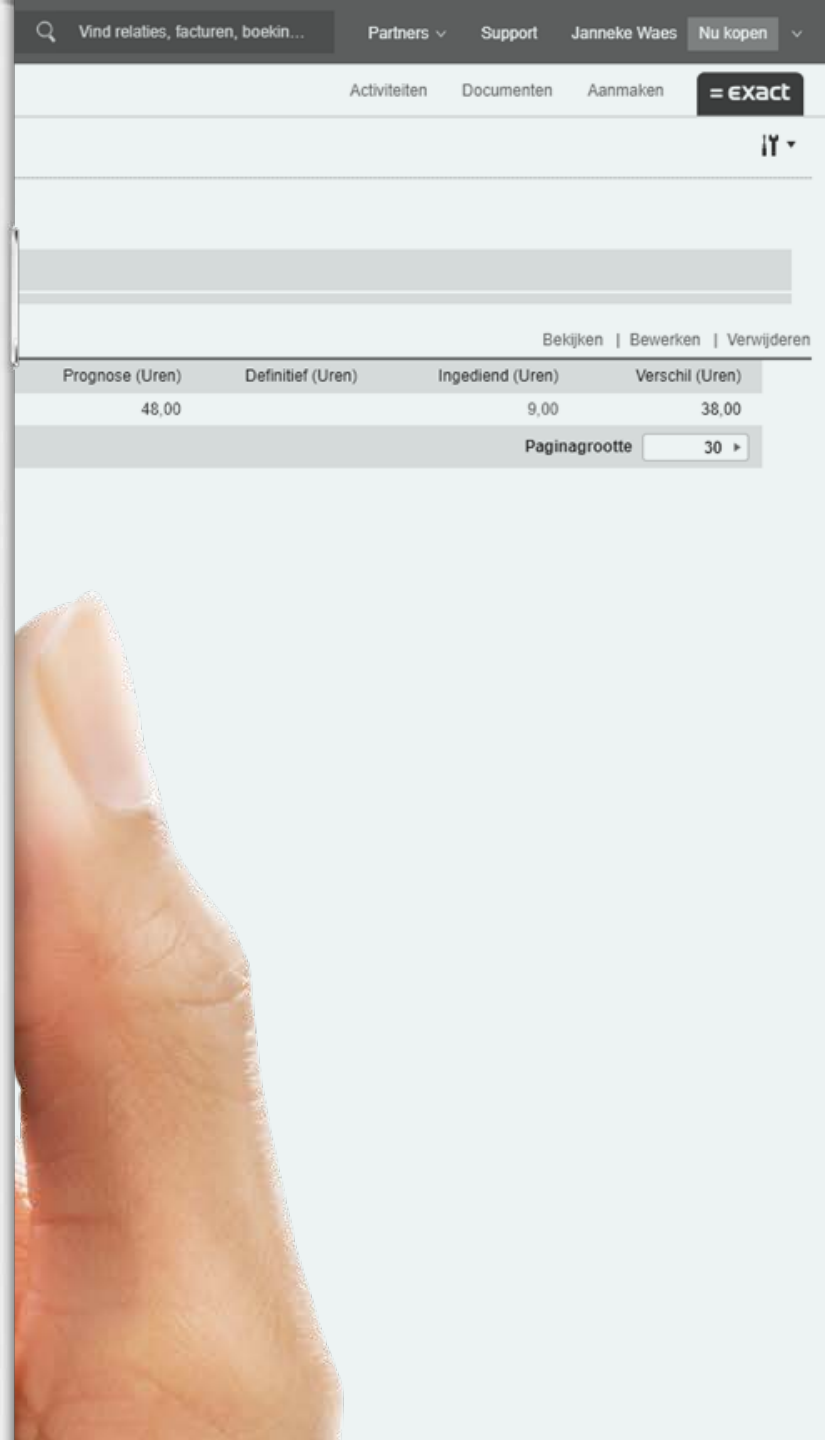 Vind relaties, facturen, boekin... Partners Support Janneke Waes Nu kopen
Activiteiten Documenten Aanmaken = exact
Bekijken | Bewerken | Verwijderen
Prognose (Uren) Definitief (Uren) Ingediend (Uren) Verschil (Uren)
48,00 9,00 38,00
Paginagrootte 30